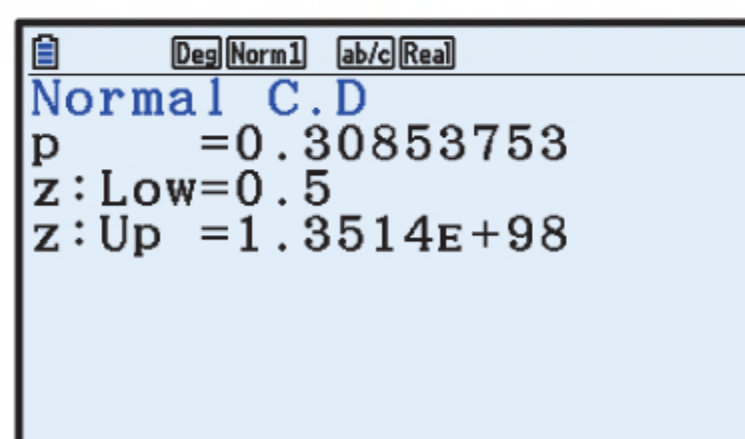 Deg Norm1 ab/c Real
Normal C.D
p =0.30853753
z:Low=0.5
z:Up =1.3514E+98